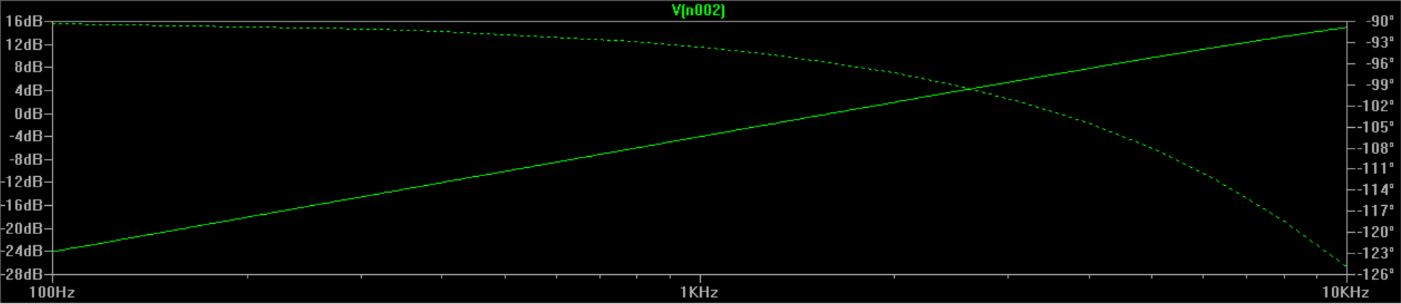 V(n002)
16dB -90°
12dB -93°
8dB -96°
4dB -99°
0dB -102°
-4dB -105°
-8dB -108°
-12dB -111°
-16dB -114°
-20dB -117°
-24dB -120°
-28dB -123°
-126°
100Hz 1KHz 10KHz